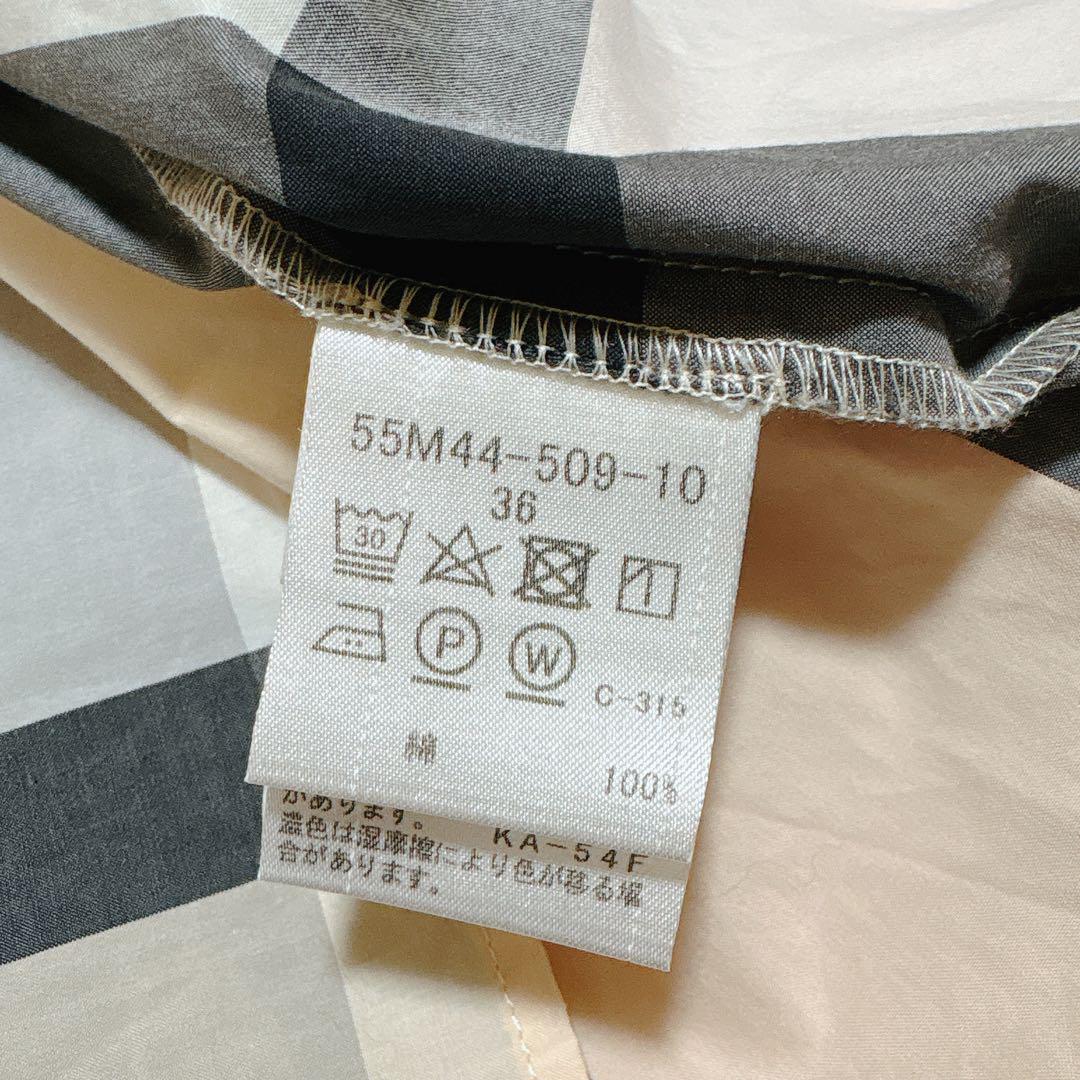 55M44-509-10
36
30
P W C-315
綿 100%
があります。 KA-54F
濃色は湿摩擦により色が移る場
合があります。